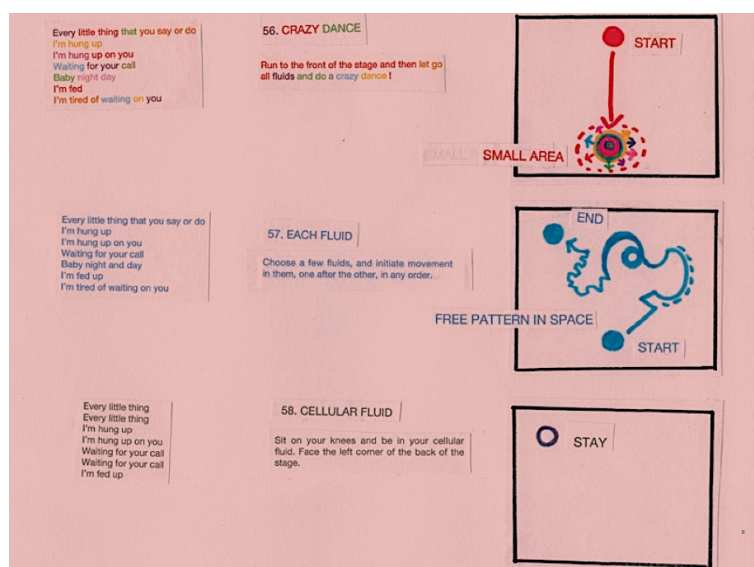 Every little thing that you say or do
I'm hung up
I'm hung up on you
Waiting for your call
Baby night day
I'm fed
I'm tired of waiting on you
56. CRAZY DANCE
Run to the front of the stage and then let go
all fluids and do a crazy dance !
START
SMALL AREA
Every little thing that you say or do
I'm hung up
I'm hung up on you
Waiting for your call
Baby night and day
I'm fed up
I'm tired of waiting on you
57. EACH FLUID
Choose a few fluids, and initiate movement
in them, one after the other, in any order.
END
FREE PATTERN IN SPACE
START
Every little thing
Every little thing
I'm hung up
I'm hung up on you
Waiting for your call
Waiting for your call
I'm fed up
58. CELLULAR FLUID
Sit on your knees and be in your cellular
fluid. Face the left corner of the back of the
stage.
STAY